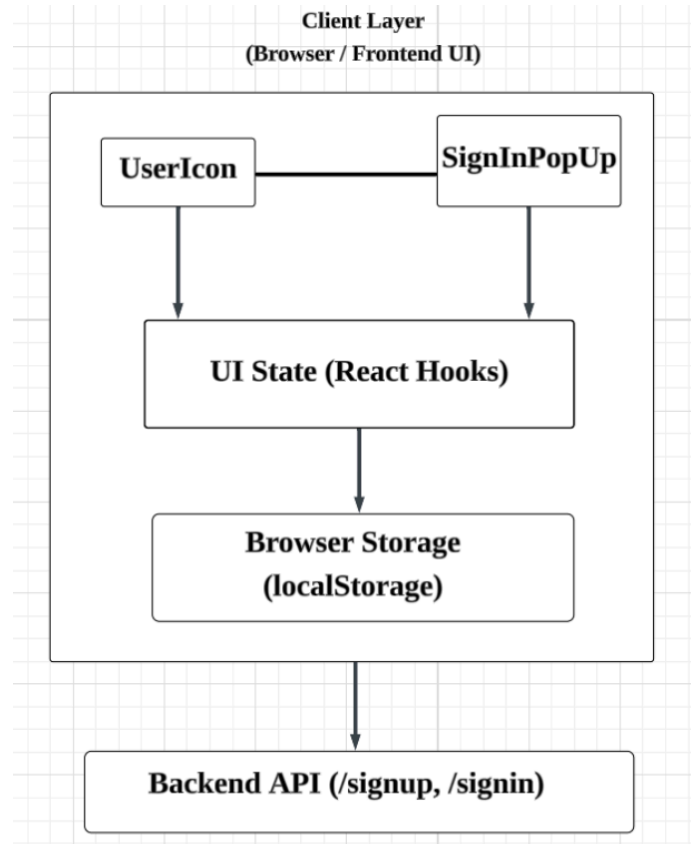 Client Layer
(Browser / Frontend UI)
UserIcon
SignInPopUp
UI State (React Hooks)
Browser Storage
(localStorage)
Backend API (/signup, /signin)